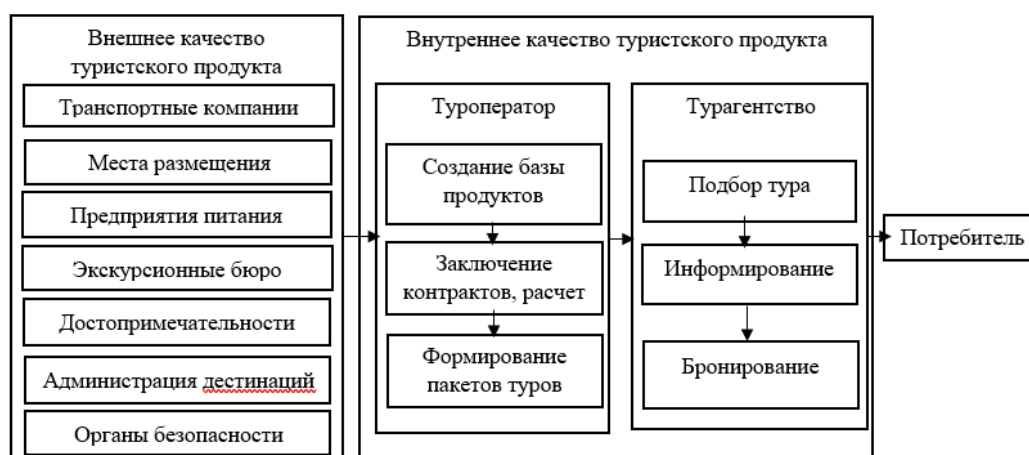 Внешнее качество
туристского продукта
Транспортные компании
Места размещения
Предприятия питания
Экскурсионные бюро
Достопримечательности
Администрация дестинаций
Органы безопасности
Внутреннее качество туристского продукта
Туроператор
Создание базы
продуктов
Заключение
контрактов, расчет
Формирование
пакетов туров
Турагентство
Подбор тура
Информирование
Бронирование
Потребитель